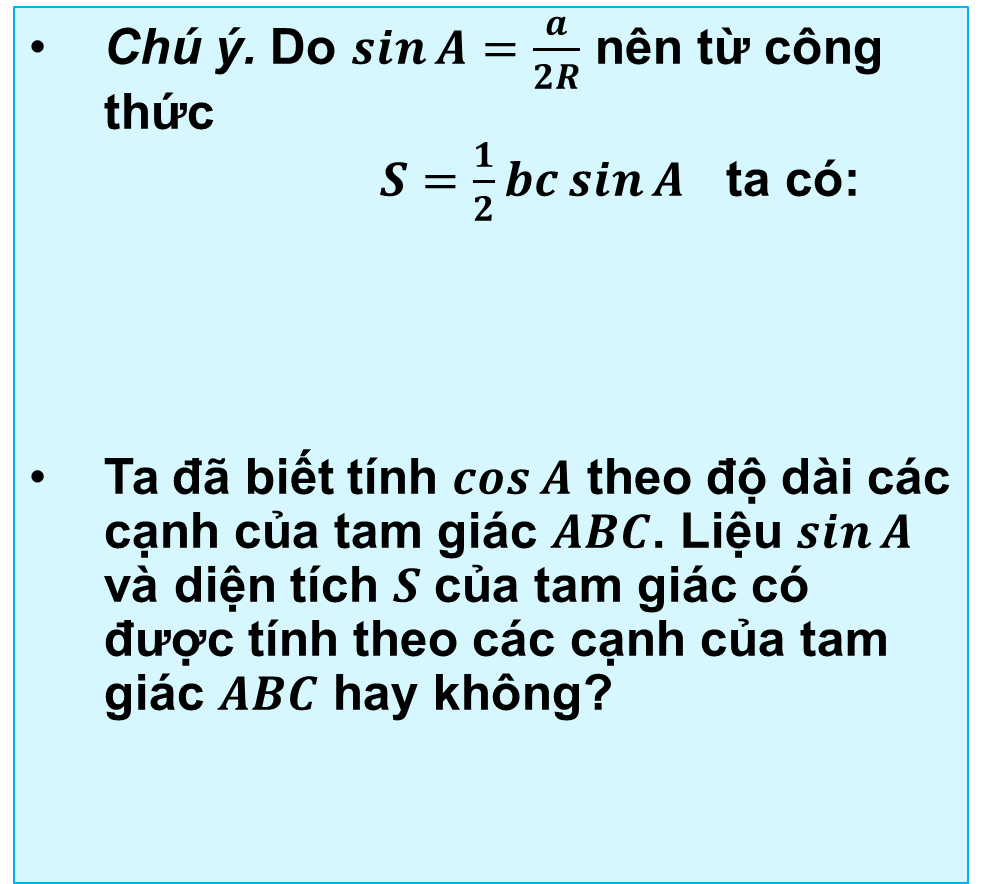 • Chú ý. Do sin A = a/2R nên từ công
thức
S = 1/2 bc sin A ta có:
• Ta đã biết tính cos A theo độ dài các
cạnh của tam giác ABC. Liệu sin A
và diện tích S của tam giác có
được tính theo các cạnh của tam
giác ABC hay không?